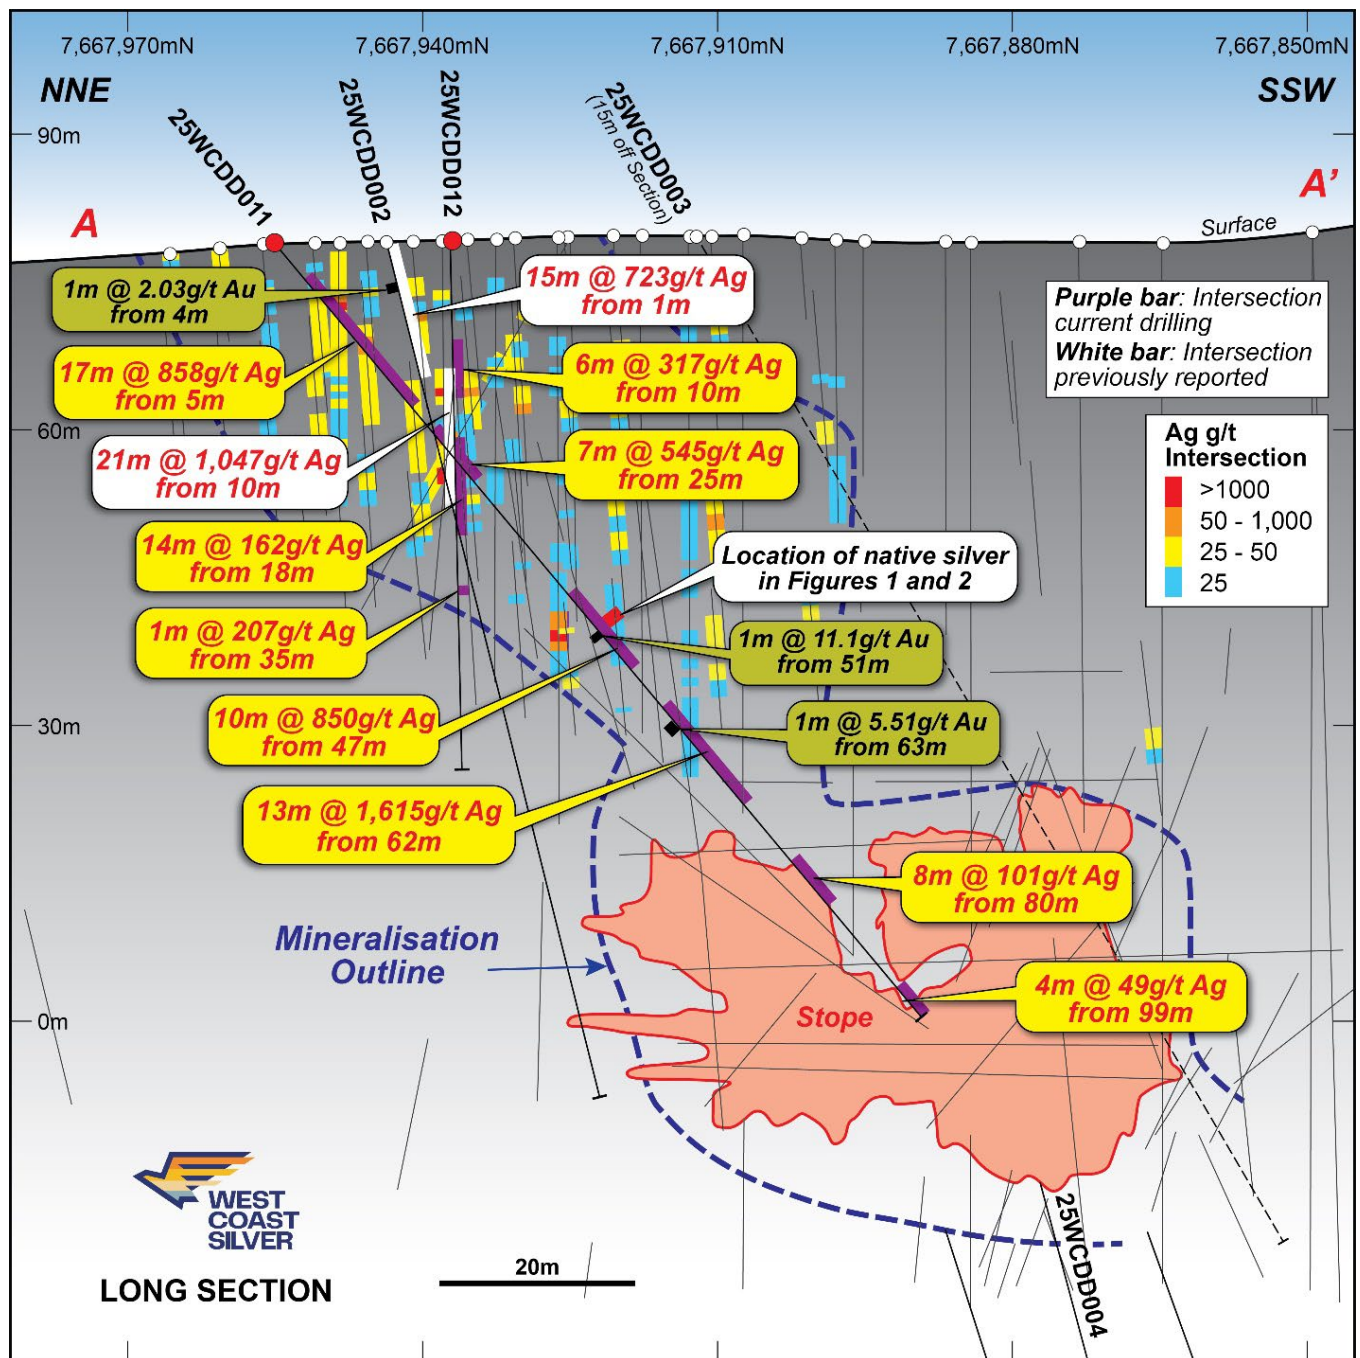 7,667,970mN
7,667,940mN
7,667,910mN
7,667,880mN
7,667,850mN
NNE
SSW
90m
25WCDD011
25WCDD002
25WCDD012
25WCDD003
(15m off Section)
A
A’
Surface
1m @ 2.03g/t Au
from 4m
15m @ 723g/t Ag
from 1m
Purple bar: Intersection
current drilling
White bar: Intersection
previously reported
17m @ 858g/t Ag
from 5m
6m @ 317g/t Ag
from 10m
60m
Ag g/t
Intersection
>1000
50 - 1,000
25 - 50
25
21m @ 1,047g/t Ag
from 10m
7m @ 545g/t Ag
from 25m
14m @ 162g/t Ag
from 18m
Location of native silver
in Figures 1 and 2
1m @ 207g/t Ag
from 35m
1m @ 11.1g/t Au
from 51m
30m
10m @ 850g/t Ag
from 47m
1m @ 5.51g/t Au
from 63m
13m @ 1,615g/t Ag
from 62m
8m @ 101g/t Ag
from 80m
Mineralisation
Outline
4m @ 49g/t Ag
from 99m
0m
Stope
WEST
COAST
SILVER
LONG SECTION
20m
25WCDD004